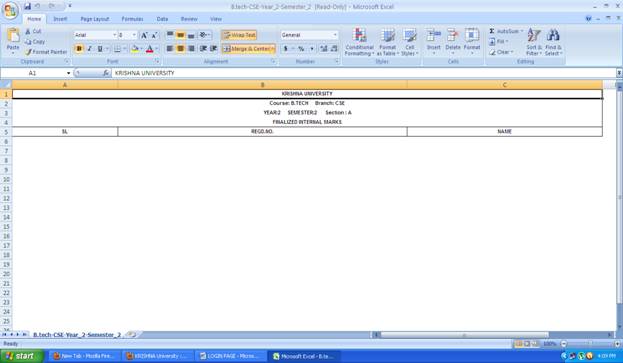 B.tech-CSE-Year_2-Semester_2 [Read-Only] - Microsoft Excel
Home Insert Page Layout Formulas Data Review View
Paste
Cut
Copy
Format Painter
Clipboard
Arial 8
B I U
Font
Wrap Text
Merge & Center
Alignment
General
$ % ,
Number
Conditional Formatting
Format as Table
Cell Styles
Styles
Insert Delete Format
Cells
AutoSum
Fill
Clear
Sort & Filter
Find & Select
Editing
A1 fx KRISHNA UNIVERSITY
A B C
1 KRISHNA UNIVERSITY
2 Course: B.TECH Branch: CSE
3 YEAR:2 SEMESTER:2 Section : A
4 FINALIZED INTERNAL MARKS
5 SL REGD.NO. NAME
6
7
8
9
10
11
12
13
14
15
16
17
18
19
20
21
22
23
24
25
26
B.tech-CSE-Year_2-Semester_2
Ready 100%
start New Tab - Mozilla Fire... KRISHNA University -... LOGIN PAGE - Micros... Microsoft Excel - B.te... 4:09 PM